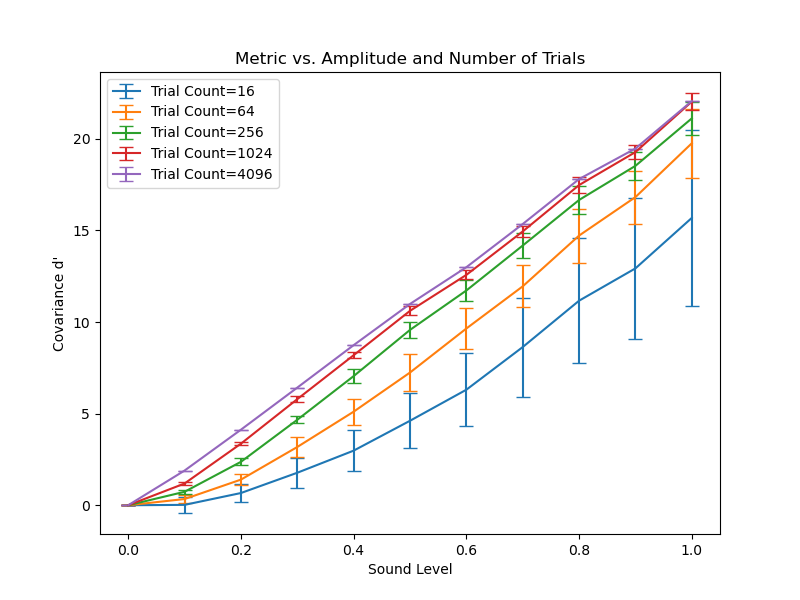 Metric vs. Amplitude and Number of Trials
Trial Count=16
Trial Count=64
Trial Count=256
Trial Count=1024
Trial Count=4096
20
15
10
5
0
Covariance d'
0.0 0.2 0.4 0.6 0.8 1.0
Sound Level